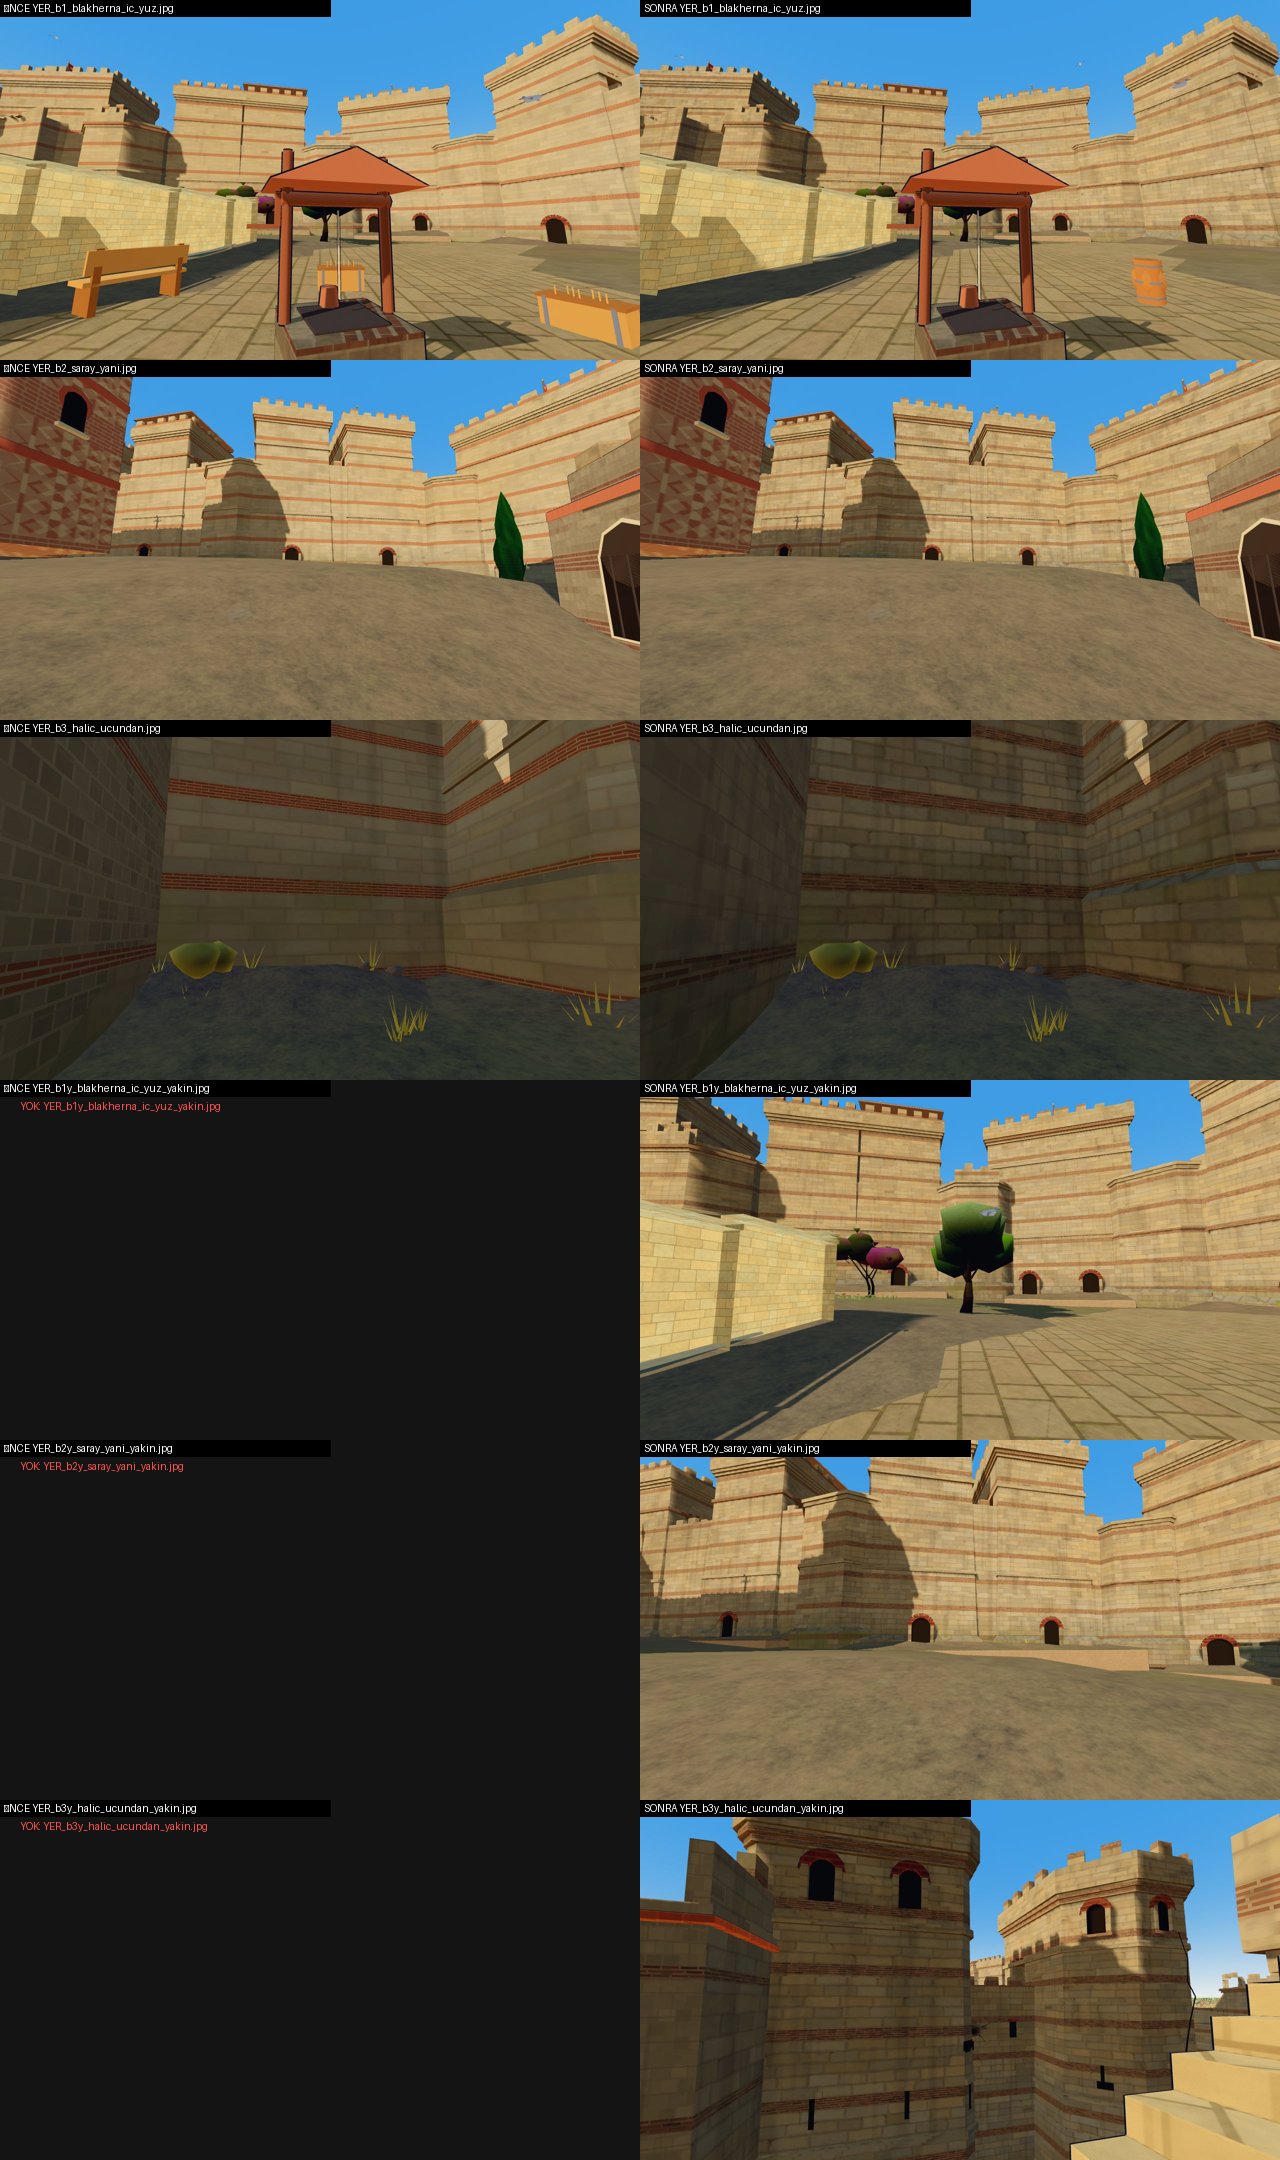 ▯NCE YER_b1_blakherna_ic_yuz.jpg
SONRA YER_b1_blakherna_ic_yuz.jpg
▯NCE YER_b2_saray_yani.jpg
SONRA YER_b2_saray_yani.jpg
▯NCE YER_b3_halic_ucundan.jpg
SONRA YER_b3_halic_ucundan.jpg
▯NCE YER_b1y_blakherna_ic_yuz_yakin.jpg
SONRA YER_b1y_blakherna_ic_yuz_yakin.jpg
YOK: YER_b1y_blakherna_ic_yuz_yakin.jpg
▯NCE YER_b2y_saray_yani_yakin.jpg
SONRA YER_b2y_saray_yani_yakin.jpg
YOK: YER_b2y_saray_yani_yakin.jpg
▯NCE YER_b3y_halic_ucundan_yakin.jpg
SONRA YER_b3y_halic_ucundan_yakin.jpg
YOK: YER_b3y_halic_ucundan_yakin.jpg